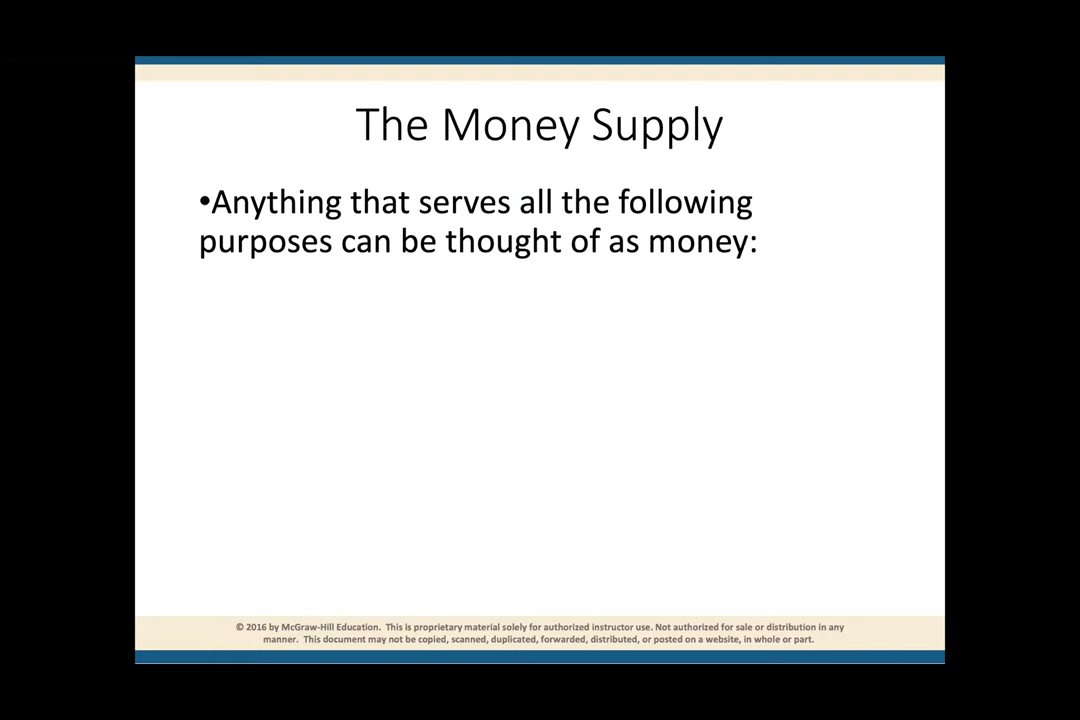 The Money Supply
•Anything that serves all the following
purposes can be thought of as money:
© 2016 by McGraw-Hill Education. This is proprietary material solely for authorized instructor use. Not authorized for sale or distribution in any
manner. This document may not be copied, scanned, duplicated, forwarded, distributed, or posted on a website, in whole or part.